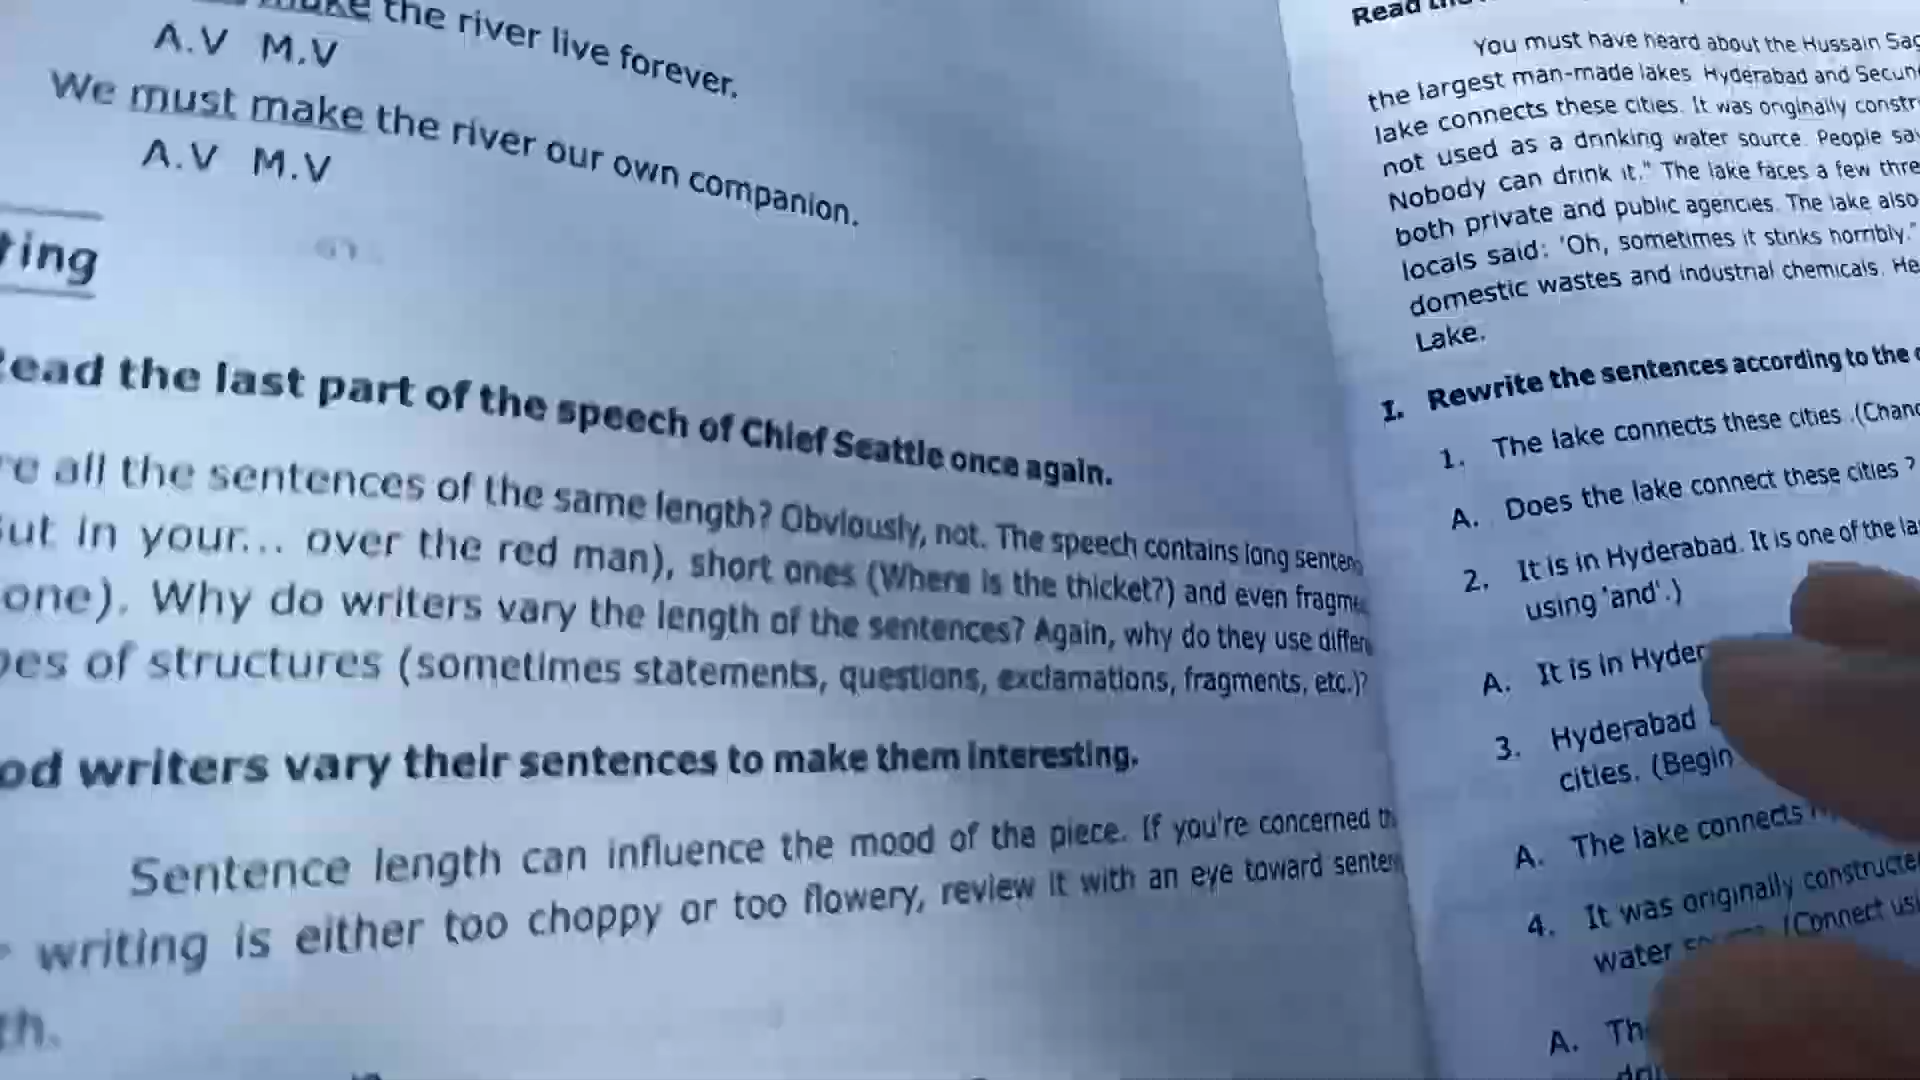 the river live forever.
A.V M.V
We must make the river our own companion.
A.V M.V
ting
ead the last part of the speech of Chief Seattle once again.
re all the sentences of the same length? Obviously, not. The speech contains long senten
ut in your... over the red man), short ones (Where is the thicket?) and even fragme
one). Why do writers vary the length of the sentences? Again, why do they use differ
pes of structures (sometimes statements, questions, exclamations, fragments, etc.)?
od writers vary their sentences to make them interesting.
Sentence length can influence the mood of the piece. If you're concerned th
writing is either too choppy or too flowery, review it with an eye toward senten
th.
Read
You must have heard about the Hussain Sag
the largest man-made lakes. Hyderabad and Secun
lake connects these cities. It was originally constr
not used as a drinking water source. People say
Nobody can drink it." The lake faces a few thre
both private and public agencies. The lake also
locals said: 'Oh, sometimes it stinks horribly."
domestic wastes and industrial chemicals. He
Lake.
I. Rewrite the sentences according to the
1. The lake connects these cities .(Chang
A. Does the lake connect these cities ?
2. It is in Hyderabad. It is one of the la
using 'and'.)
A. It is in Hyder
3. Hyderabad
cities. (Begin
A. The lake connects
4. It was originally constructe
water (Connect usi
A. Th